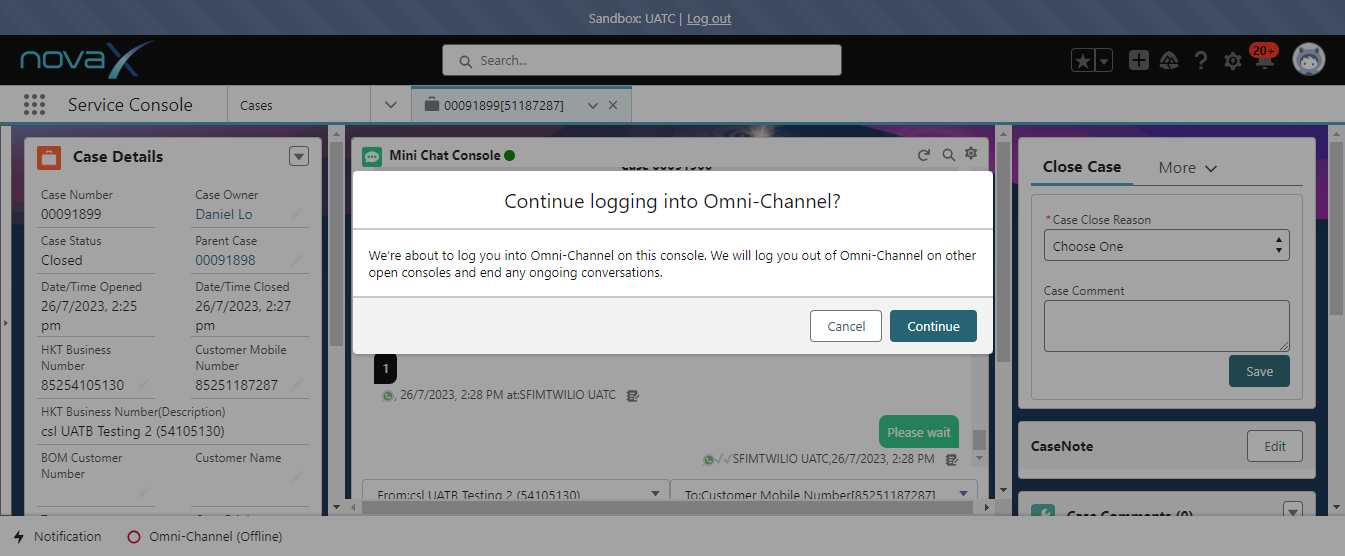 Sandbox: UATC | Log out
novaX
Search...
20+
Service Console
Cases
00091899[51187287]
Case Details
Case Number
00091899
Case Owner
Daniel Lo
Case Status
Closed
Parent Case
00091898
Date/Time Opened
26/7/2023, 2:25
pm
Date/Time Closed
26/7/2023, 2:27
pm
HKT Business
Number
85254105130
Customer Mobile
Number
85251187287
HKT Business Number(Description)
csl UATB Testing 2 (54105130)
BOM Customer
Number
Customer Name
Mini Chat Console
Continue logging into Omni-Channel?
We're about to log you into Omni-Channel on this console. We will log you out of Omni-Channel on other
open consoles and end any ongoing conversations.
Cancel
Continue
1
, 26/7/2023, 2:28 PM at:SFIMTWILIO UATC
Please wait
SFIMTWILIO UATC,26/7/2023, 2:28 PM
From:csl UATB Testing 2 (54105130)
To:Customer Mobile Number[85251187287]
Close Case
More
*Case Close Reason
Choose One
Case Comment
Save
CaseNote
Edit
Case Comments (0)
Notification
Omni-Channel (Offline)